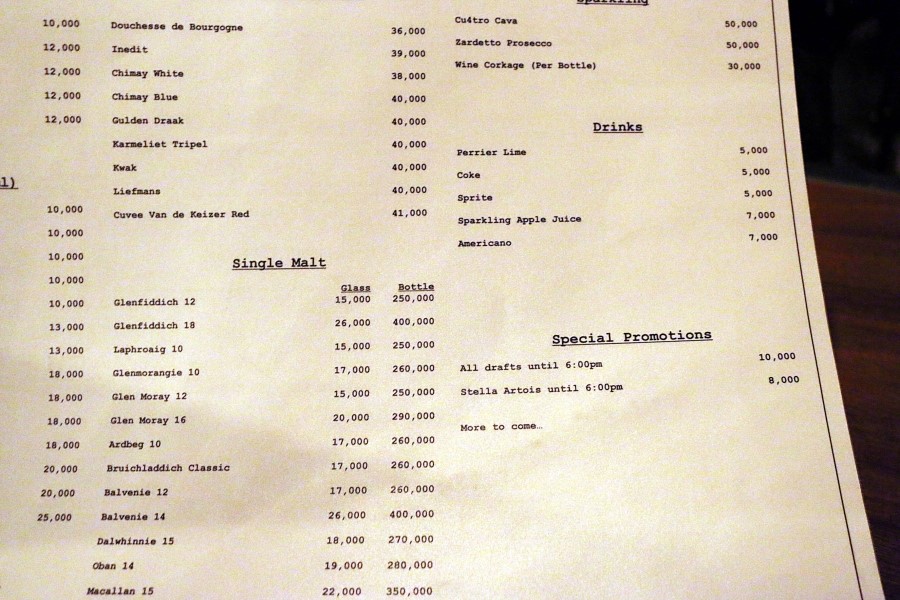 10,000
12,000
12,000
12,000
12,000
10,000
10,000
10,000
10,000
10,000
13,000
13,000
18,000
18,000
18,000
18,000
20,000
20,000
25,000
Douchesse de Bourgogne 36,000
Inedit 39,000
Chimay White 38,000
Chimay Blue 40,000
Gulden Draak 40,000
Karmeliet Tripel 40,000
Kwak 40,000
Liefmans 40,000
Cuvee Van de Keizer Red 41,000
Single Malt
Glass Bottle
Glenfiddich 12 15,000 250,000
Glenfiddich 18 26,000 400,000
Laphroaig 10 15,000 250,000
Glenmorangie 10 17,000 260,000
Glen Moray 12 15,000 250,000
Glen Moray 16 20,000 290,000
Ardbeg 10 17,000 260,000
Bruichladdich Classic 17,000 260,000
Balvenie 12 17,000 260,000
Balvenie 14 26,000 400,000
Dalwhinnie 15 18,000 270,000
Oban 14 19,000 280,000
Macallan 15 22,000 350,000
Sparkling
Cu4tro Cava 50,000
Zardetto Prosecco 50,000
Wine Corkage (Per Bottle) 30,000
Drinks
Perrier Lime 5,000
Coke 5,000
Sprite 5,000
Sparkling Apple Juice 7,000
Americano 7,000
Special Promotions
All drafts until 6:00pm 10,000
Stella Artois until 6:00pm 8,000
More to come…